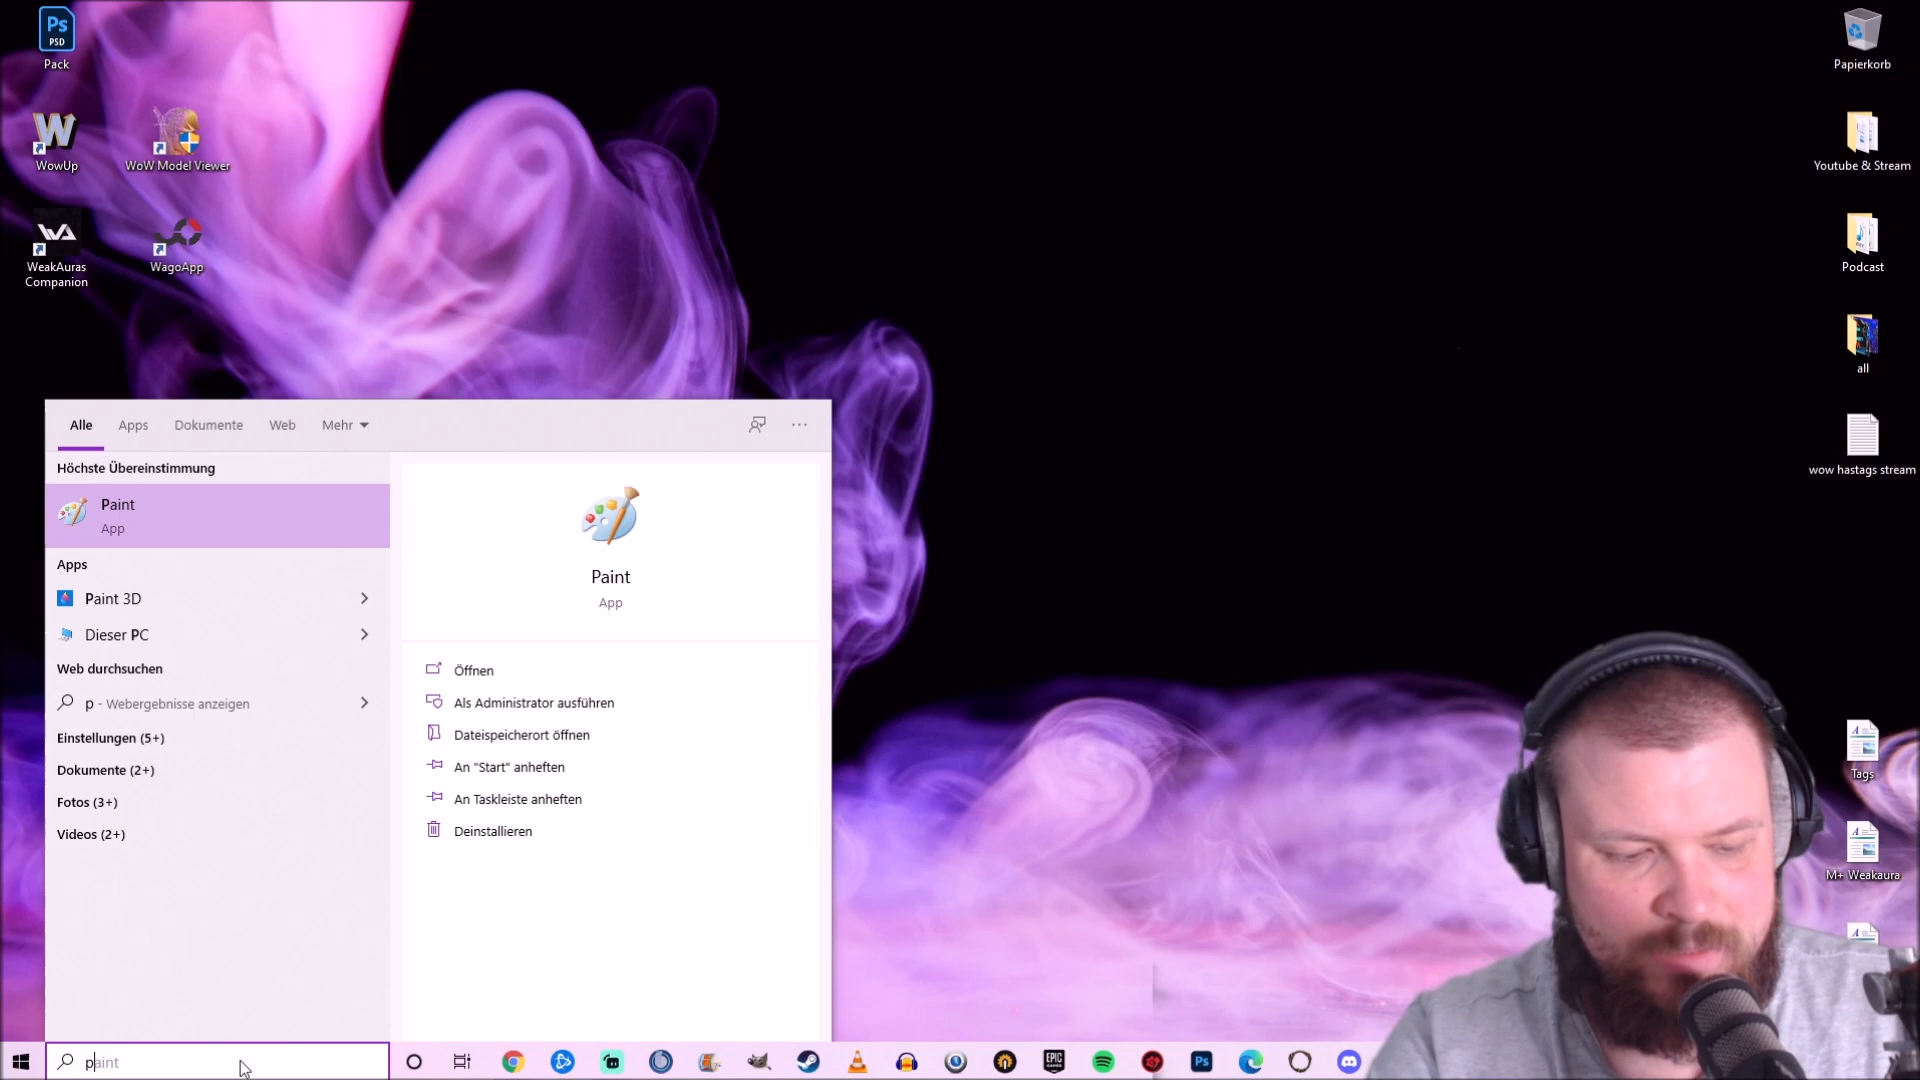 Ps
PSD
Pack
WowUp
WoW Model Viewer
WeakAuras
Companion
WagoApp
Papierkorb
Youtube & Stream
Podcast
all
wow hastags stream
Tags
M+ Weakaura
Alle
Apps
Dokumente
Web
Mehr
Höchste Übereinstimmung
Paint
App
Apps
Paint 3D
Dieser PC
Web durchsuchen
p - Webergebnisse anzeigen
Einstellungen (5+)
Dokumente (2+)
Fotos (3+)
Videos (2+)
Paint
App
Öffnen
Als Administrator ausführen
Dateispeicherort öffnen
An "Start" anheften
An Taskleiste anheften
Deinstallieren
paint
EPIC
GAMES
Ps